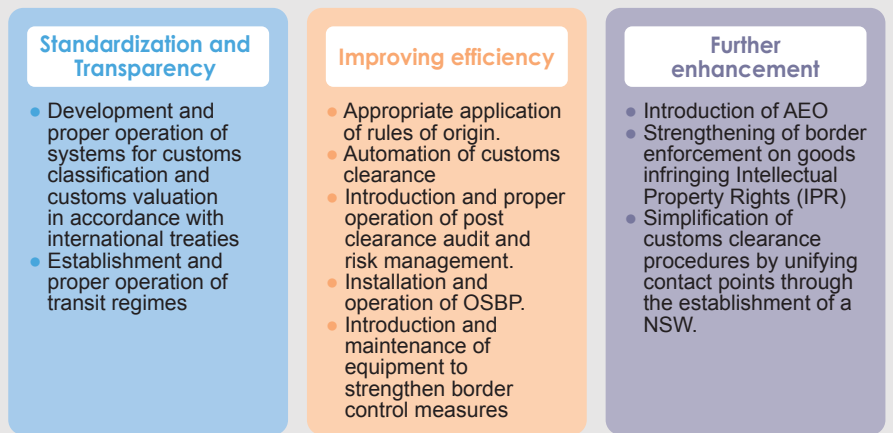 Standardization and
Transparency
● Development and
proper operation of
systems for customs
classification and
customs valuation
in accordance with
international treaties
● Establishment and
proper operation of
transit regimes
Improving efficiency
● Appropriate application
of rules of origin.
● Automation of customs
clearance
● Introduction and proper
operation of post
clearance audit and
risk management.
● Installation and
operation of OSBP.
● Introduction and
maintenance of
equipment to
strengthen border
control measures
Further
enhancement
● Introduction of AEO
● Strengthening of border
enforcement on goods
infringing Intellectual
Property Rights (IPR)
● Simplification of
customs clearance
procedures by unifying
contact points through
the establishment of a
NSW.